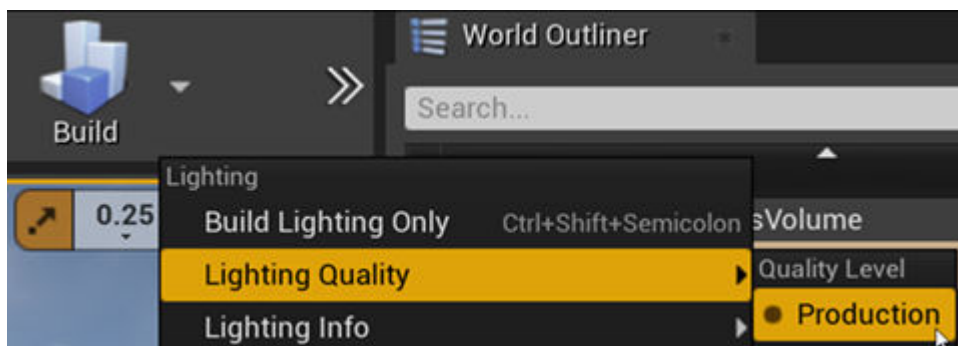 World Outliner
Search...
Build
Lighting
0.25
Build Lighting Only Ctrl+Shift+Semicolon
sVolume
Lighting Quality
Quality Level
Production
Lighting Info